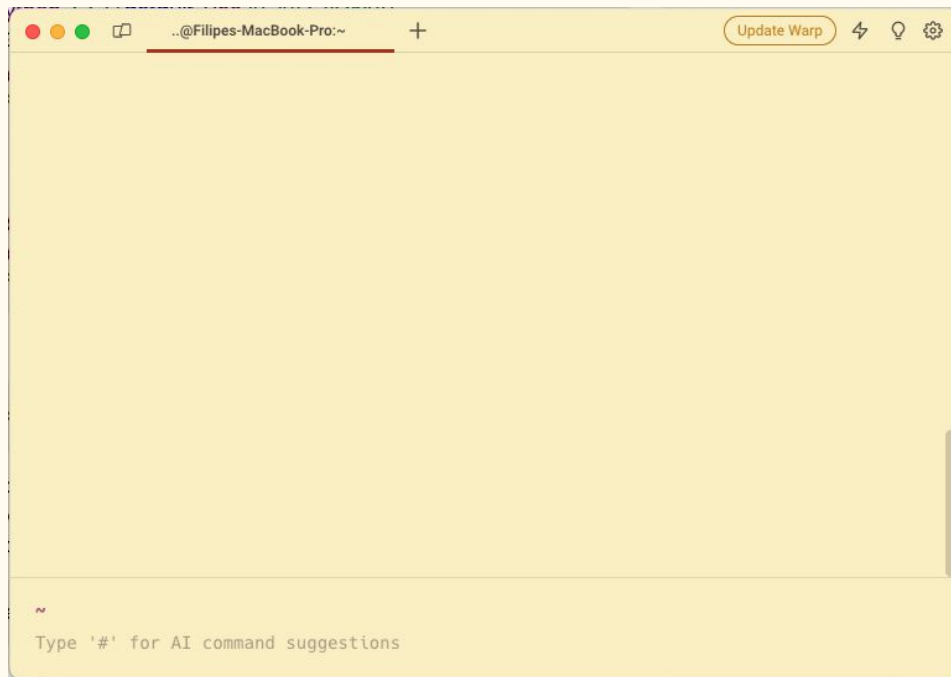 ..@Filipes-MacBook-Pro:~
Update Warp
~
Type '#' for AI command suggestions